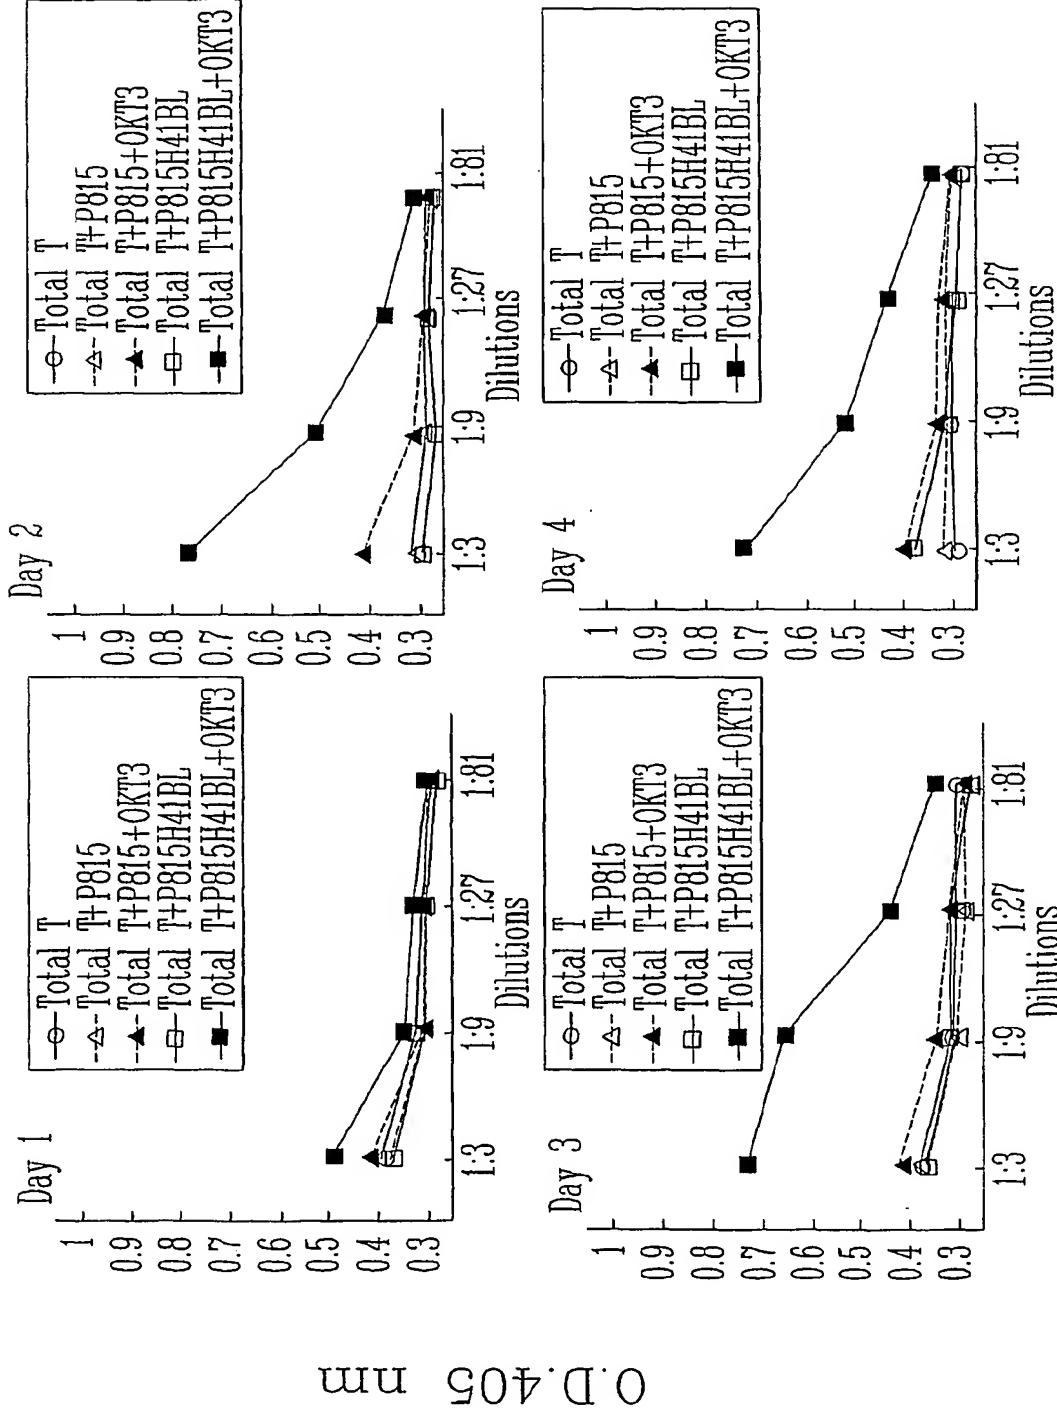 O.D.405 nm
Day 1
Total T
Total T+P815
Total T+P815+OKT3
Total T+P815H41BL
Total T+P815H41BL+OKT3
1
0.9
0.8
0.7
0.6
0.5
0.4
0.3
1:3
1:9
1:27
1:81
Dilutions
Day 2
Total T
Total T+P815
Total T+P815+OKT3
Total T+P815H41BL
Total T+P815H41BL+OKT3
1
0.9
0.8
0.7
0.6
0.5
0.4
0.3
1:3
1:9
1:27
1:81
Dilutions
Day 3
Total T
Total T+P815
Total T+P815+OKT3
Total T+P815H41BL
Total T+P815H41BL+OKT3
1
0.9
0.8
0.7
0.6
0.5
0.4
0.3
1:3
1:9
1:27
1:81
Dilutions
Day 4
Total T
Total T+P815
Total T+P815+OKT3
Total T+P815H41BL
Total T+P815H41BL+OKT3
1
0.9
0.8
0.7
0.6
0.5
0.4
0.3
1:3
1:9
1:27
1:81
Dilutions